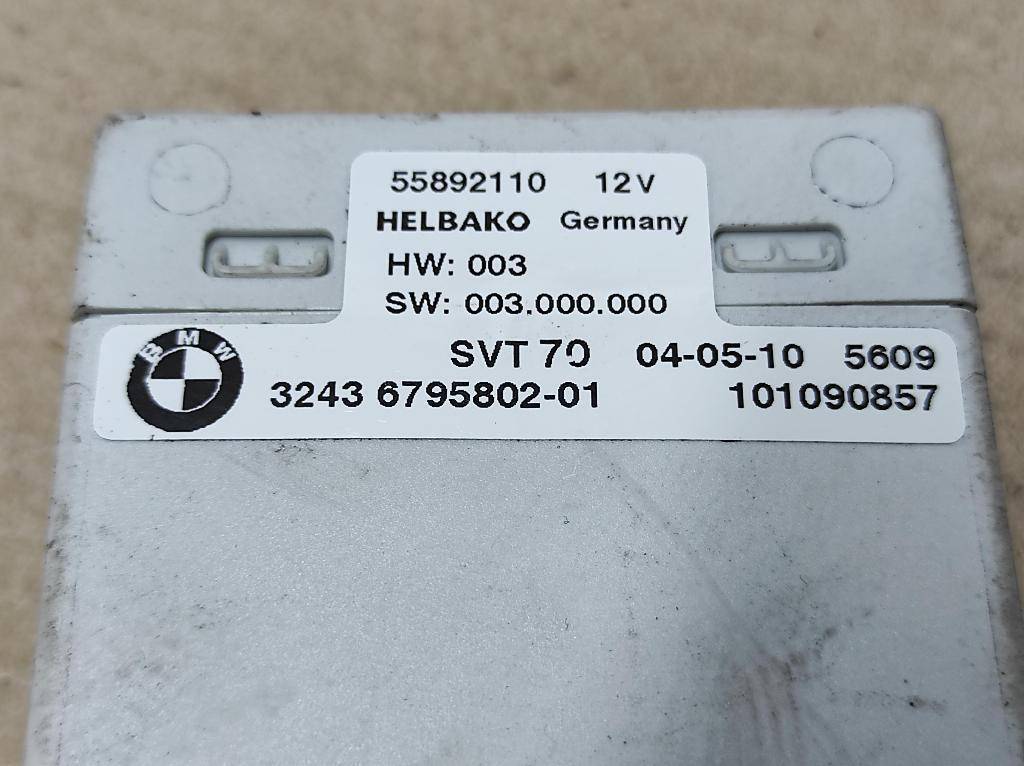 55892110 12V
HELBAKO Germany
HW: 003
SW: 003.000.000
BMW
SVT 70 04-05-10 5609
3243 6795802-01 101090857